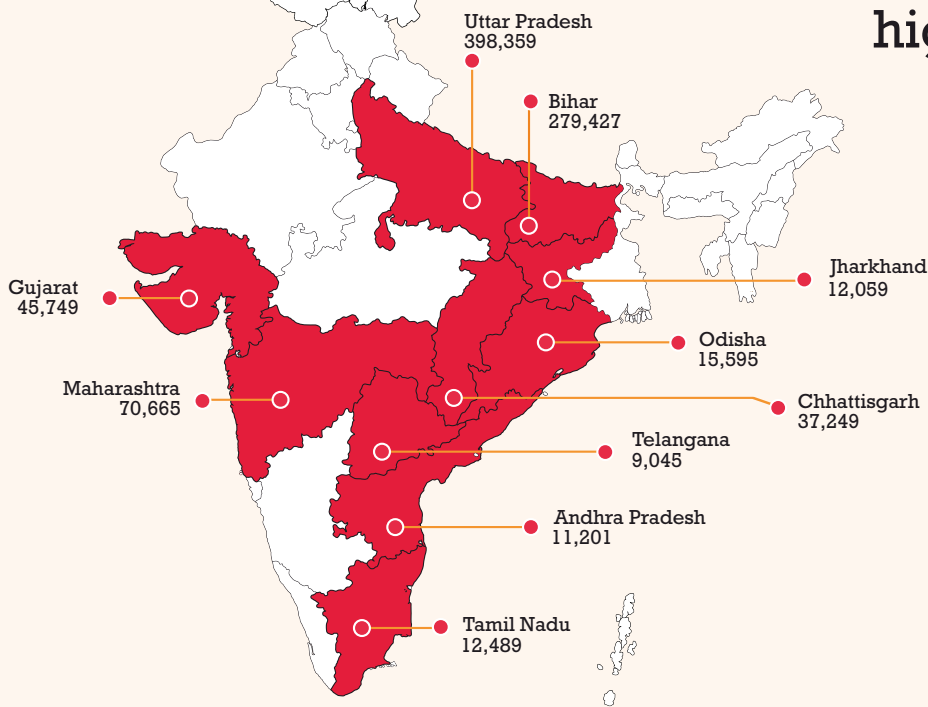 Uttar Pradesh
398,359
Bihar
279,427
Jharkhand
12,059
Gujarat
45,749
Odisha
15,595
Maharashtra
70,665
Chhattisgarh
37,249
Telangana
9,045
Andhra Pradesh
11,201
Tamil Nadu
12,489